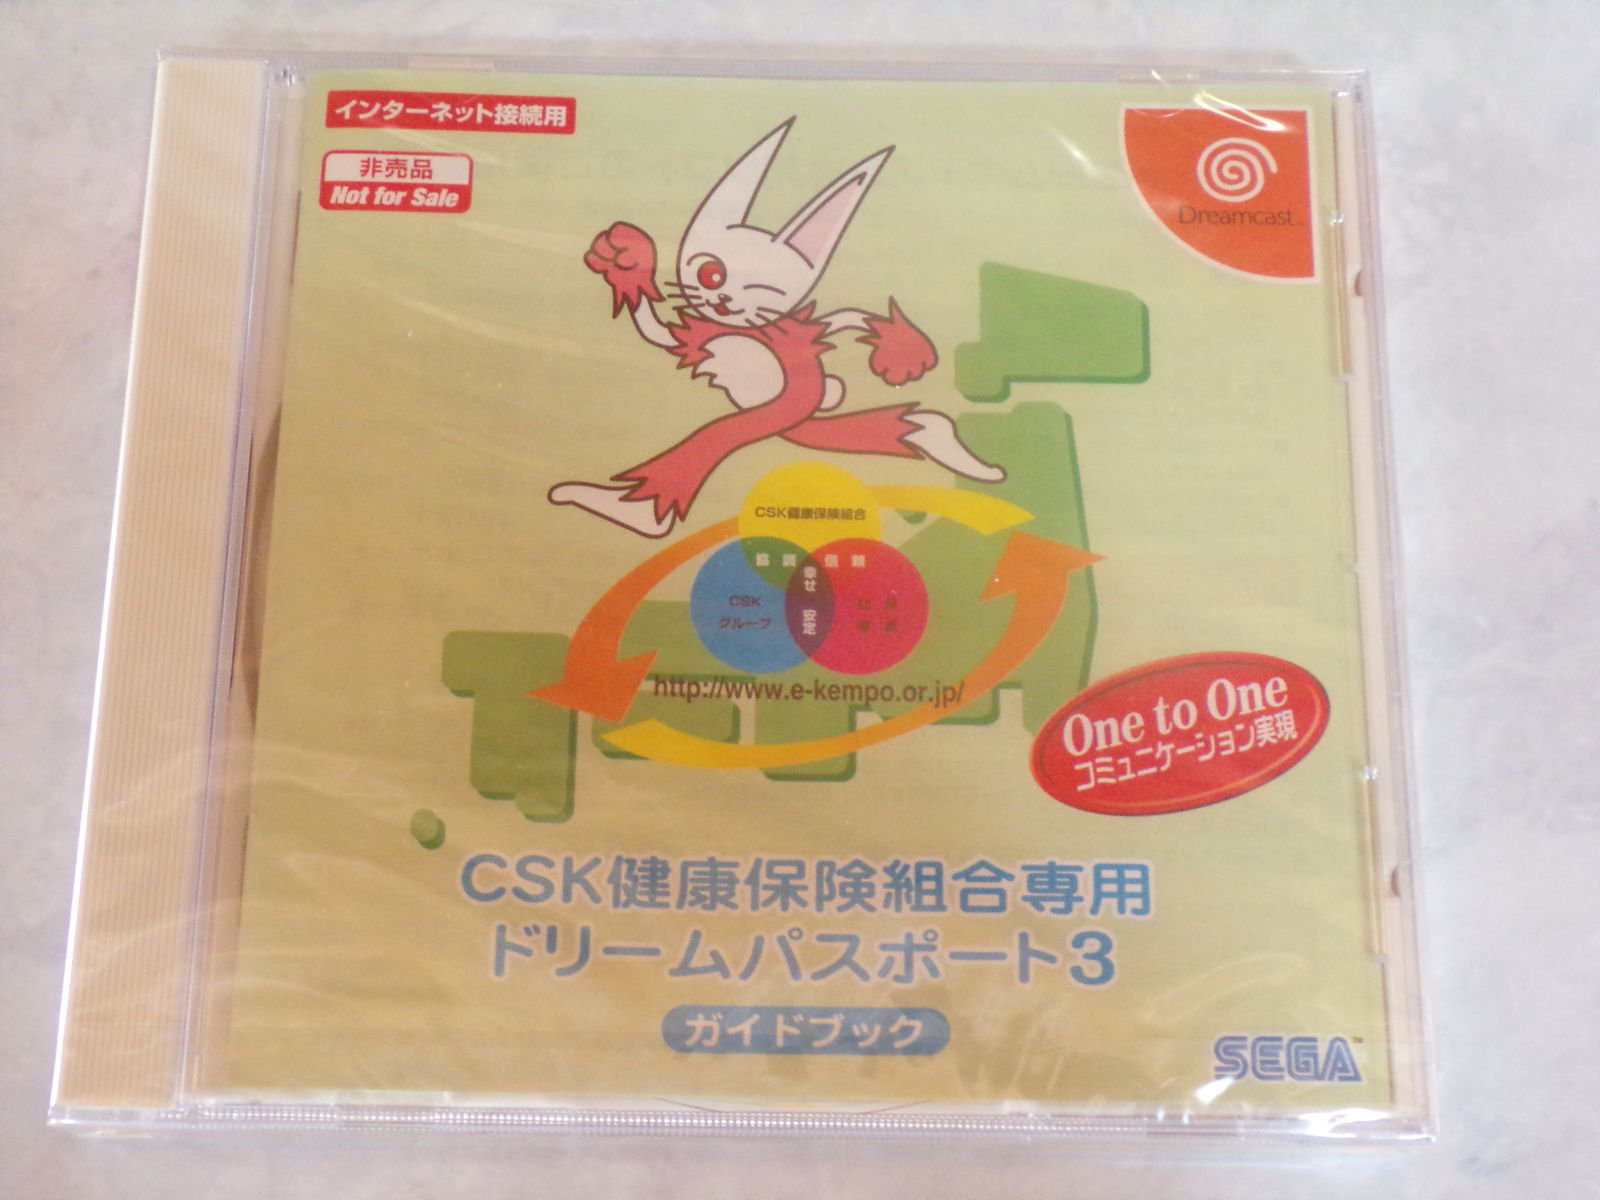 インターネット接続用
非売品
Not for Sale
Dreamcast™
CSK健康保険組合
協調 信頼
幸せ
安定
CSK
グループ
http://www.e-kempo.or.jp/
One to One
コミュニケーション実現
CSK健康保険組合専用
ドリームパスポート3
ガイドブック
SEGA™